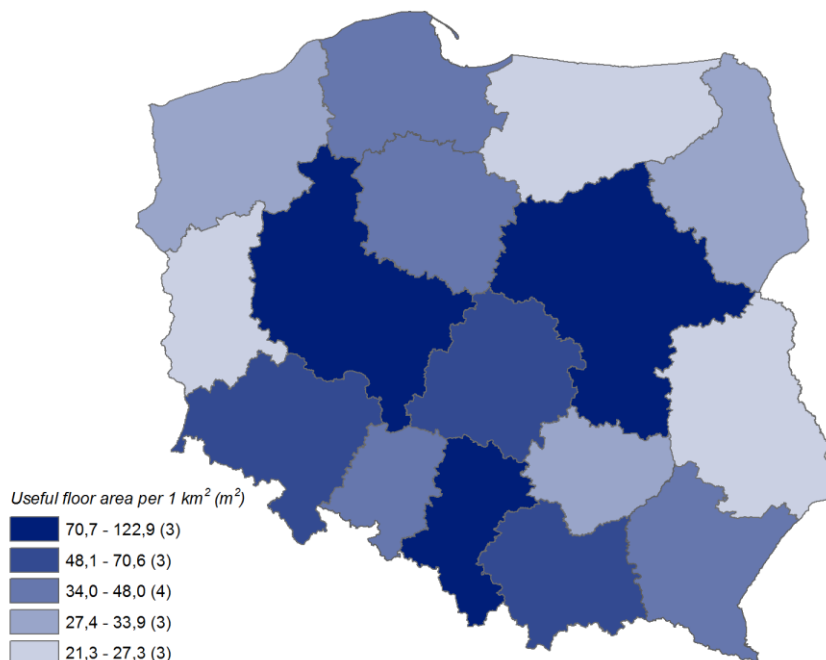 Useful floor area per 1 km² (m²)
70,7 - 122,9 (3)
48,1 - 70,6 (3)
34,0 - 48,0 (4)
27,4 - 33,9 (3)
21,3 - 27,3 (3)